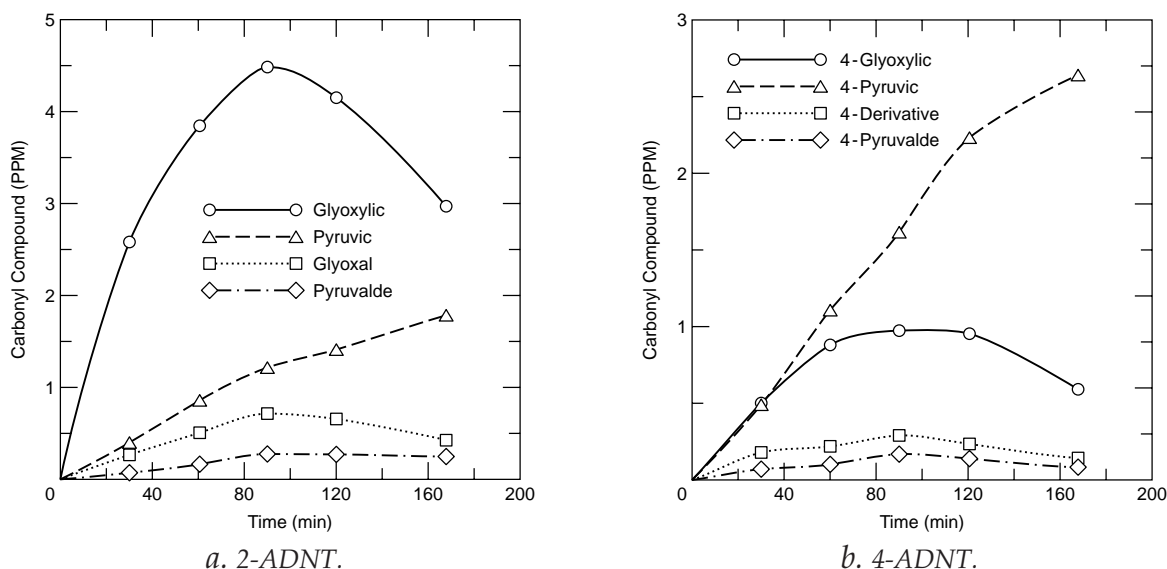 5
4
3
2
1
0
40
80
120
160
200
Carbonyl Compound (PPM)
Time (min)
Glyoxylic
Pyruvic
Glyoxal
Pyruvalde
a. 2-ADNT.
3
2
1
0
40
80
120
160
200
Carbonyl Compound (PPM)
Time (min)
4-Glyoxylic
4-Pyruvic
4-Derivative
4-Pyruvalde
b. 4-ADNT.